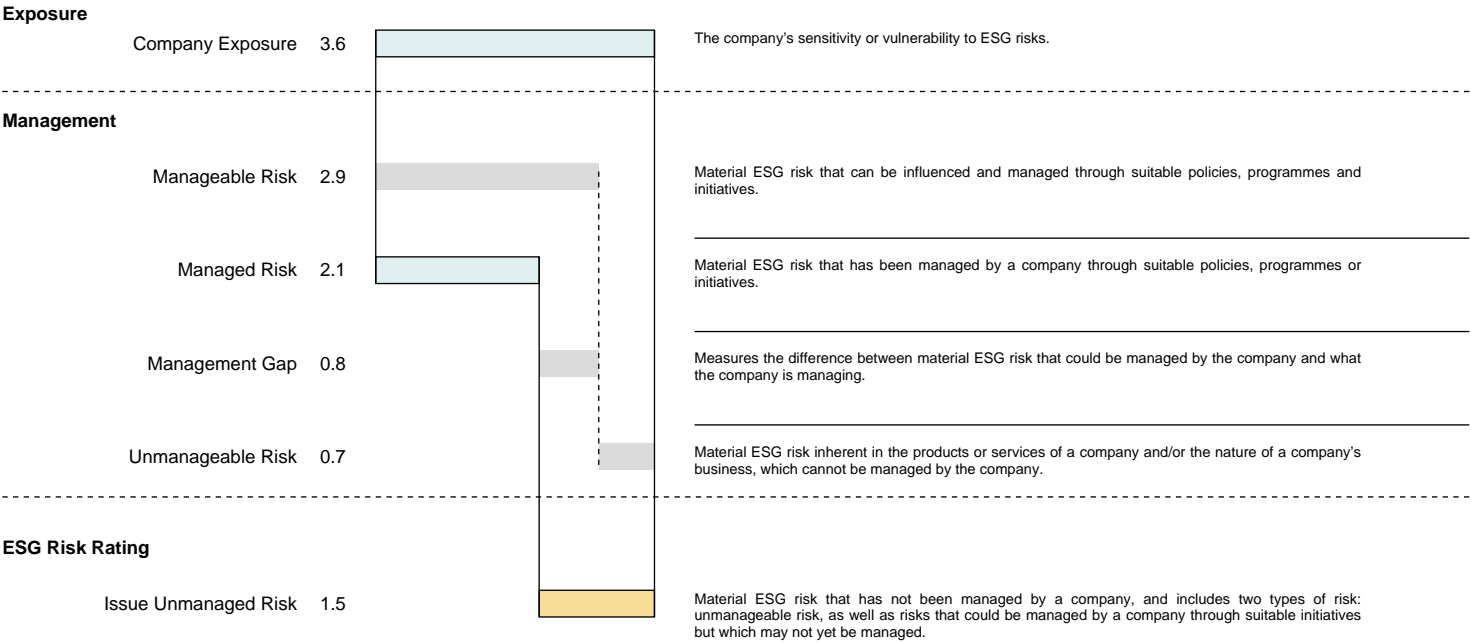 Exposure
Company Exposure 3.6
The company’s sensitivity or vulnerability to ESG risks.
Management
Manageable Risk 2.9
Material ESG risk that can be influenced and managed through suitable policies, programmes and
initiatives.
Managed Risk 2.1
Material ESG risk that has been managed by a company through suitable policies, programmes or
initiatives.
Management Gap 0.8
Measures the difference between material ESG risk that could be managed by the company and what
the company is managing.
Unmanageable Risk 0.7
Material ESG risk inherent in the products or services of a company and/or the nature of a company’s
business, which cannot be managed by the company.
ESG Risk Rating
Issue Unmanaged Risk 1.5
Material ESG risk that has not been managed by a company, and includes two types of risk:
unmanageable risk, as well as risks that could be managed by a company through suitable initiatives
but which may not yet be managed.